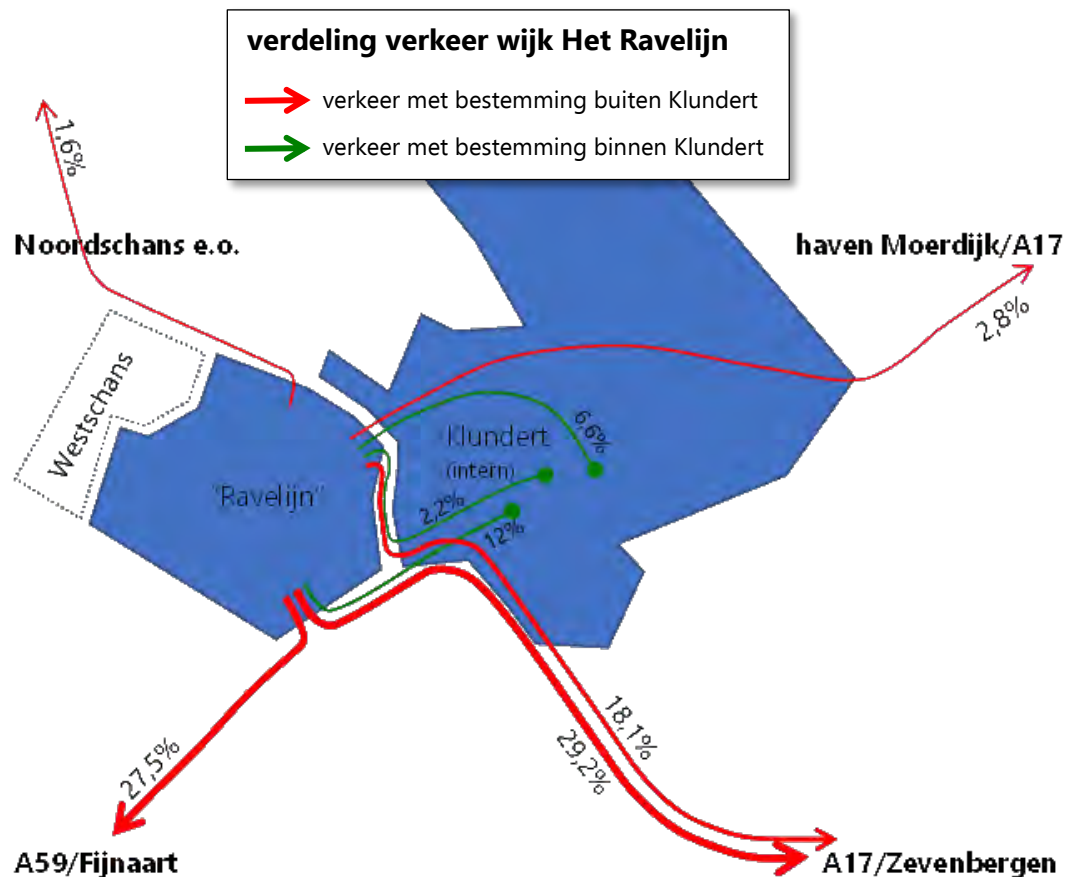 verdeling verkeer wijk Het Ravelijn
verkeer met bestemming buiten Klundert
verkeer met bestemming binnen Klundert
1,6%
Noordschans e.o.
haven Moerdijk/A17
2,8%
Westschans
6,6%
Klundert
(intern)
"Ravelijn"
2,2%
12%
18,1%
29,2%
27,5%
A59/Fijnaart
A17/Zevenbergen